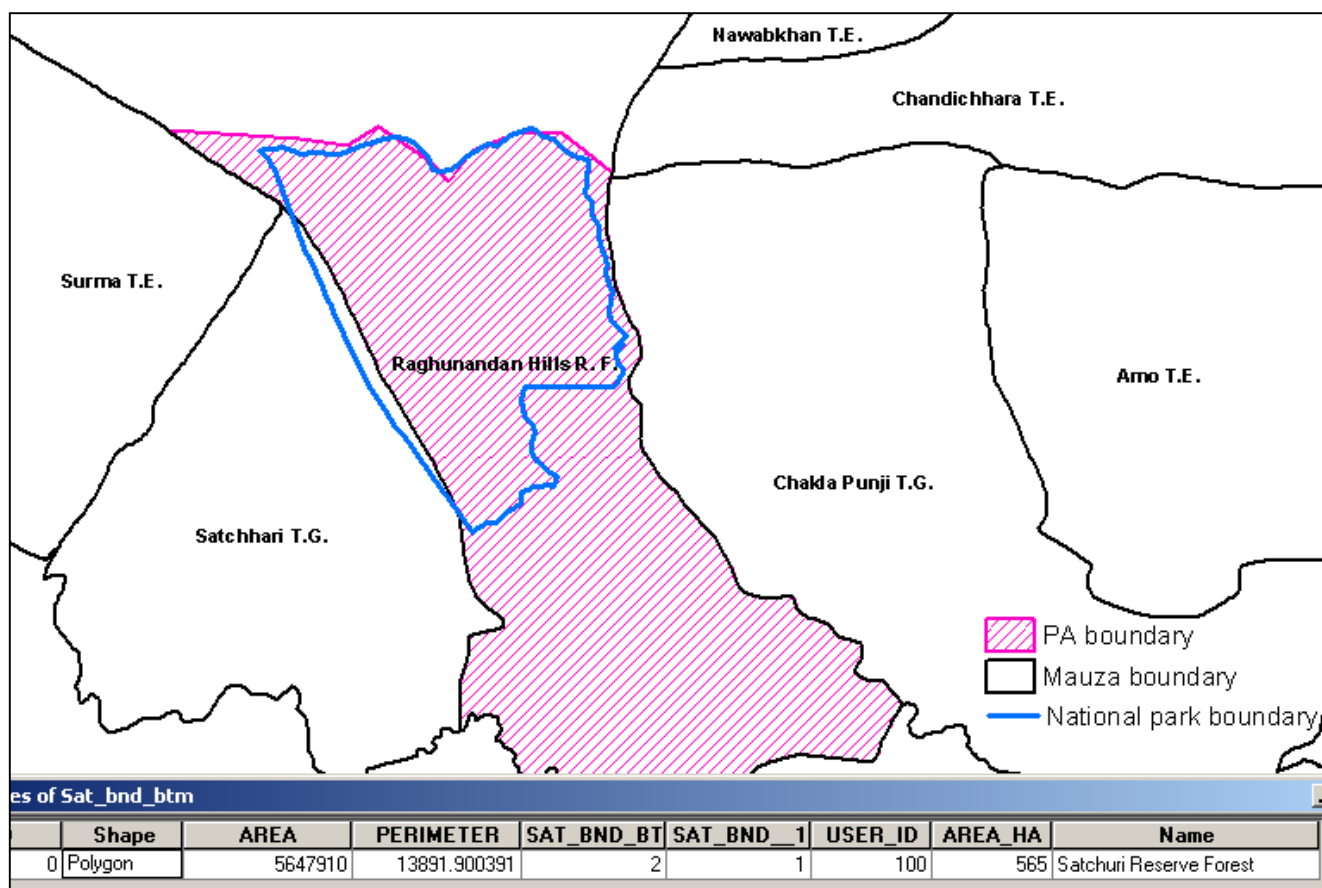 Nawabkhan T.E.
Chandichhara T.E.
Surma T.E.
Raghunandan Hills R. F.
Amo T.E.
Chakla Punji T.G.
Satchhari T.G.
PA boundary
Mauza boundary
National park boundary
es of Sat_bnd_btm
Shape AREA PERIMETER SAT_BND_BT SAT_BND__1 USER_ID AREA_HA Name
0 Polygon 5647910 13891.900391 2 1 100 565 Satchuri Reserve Forest